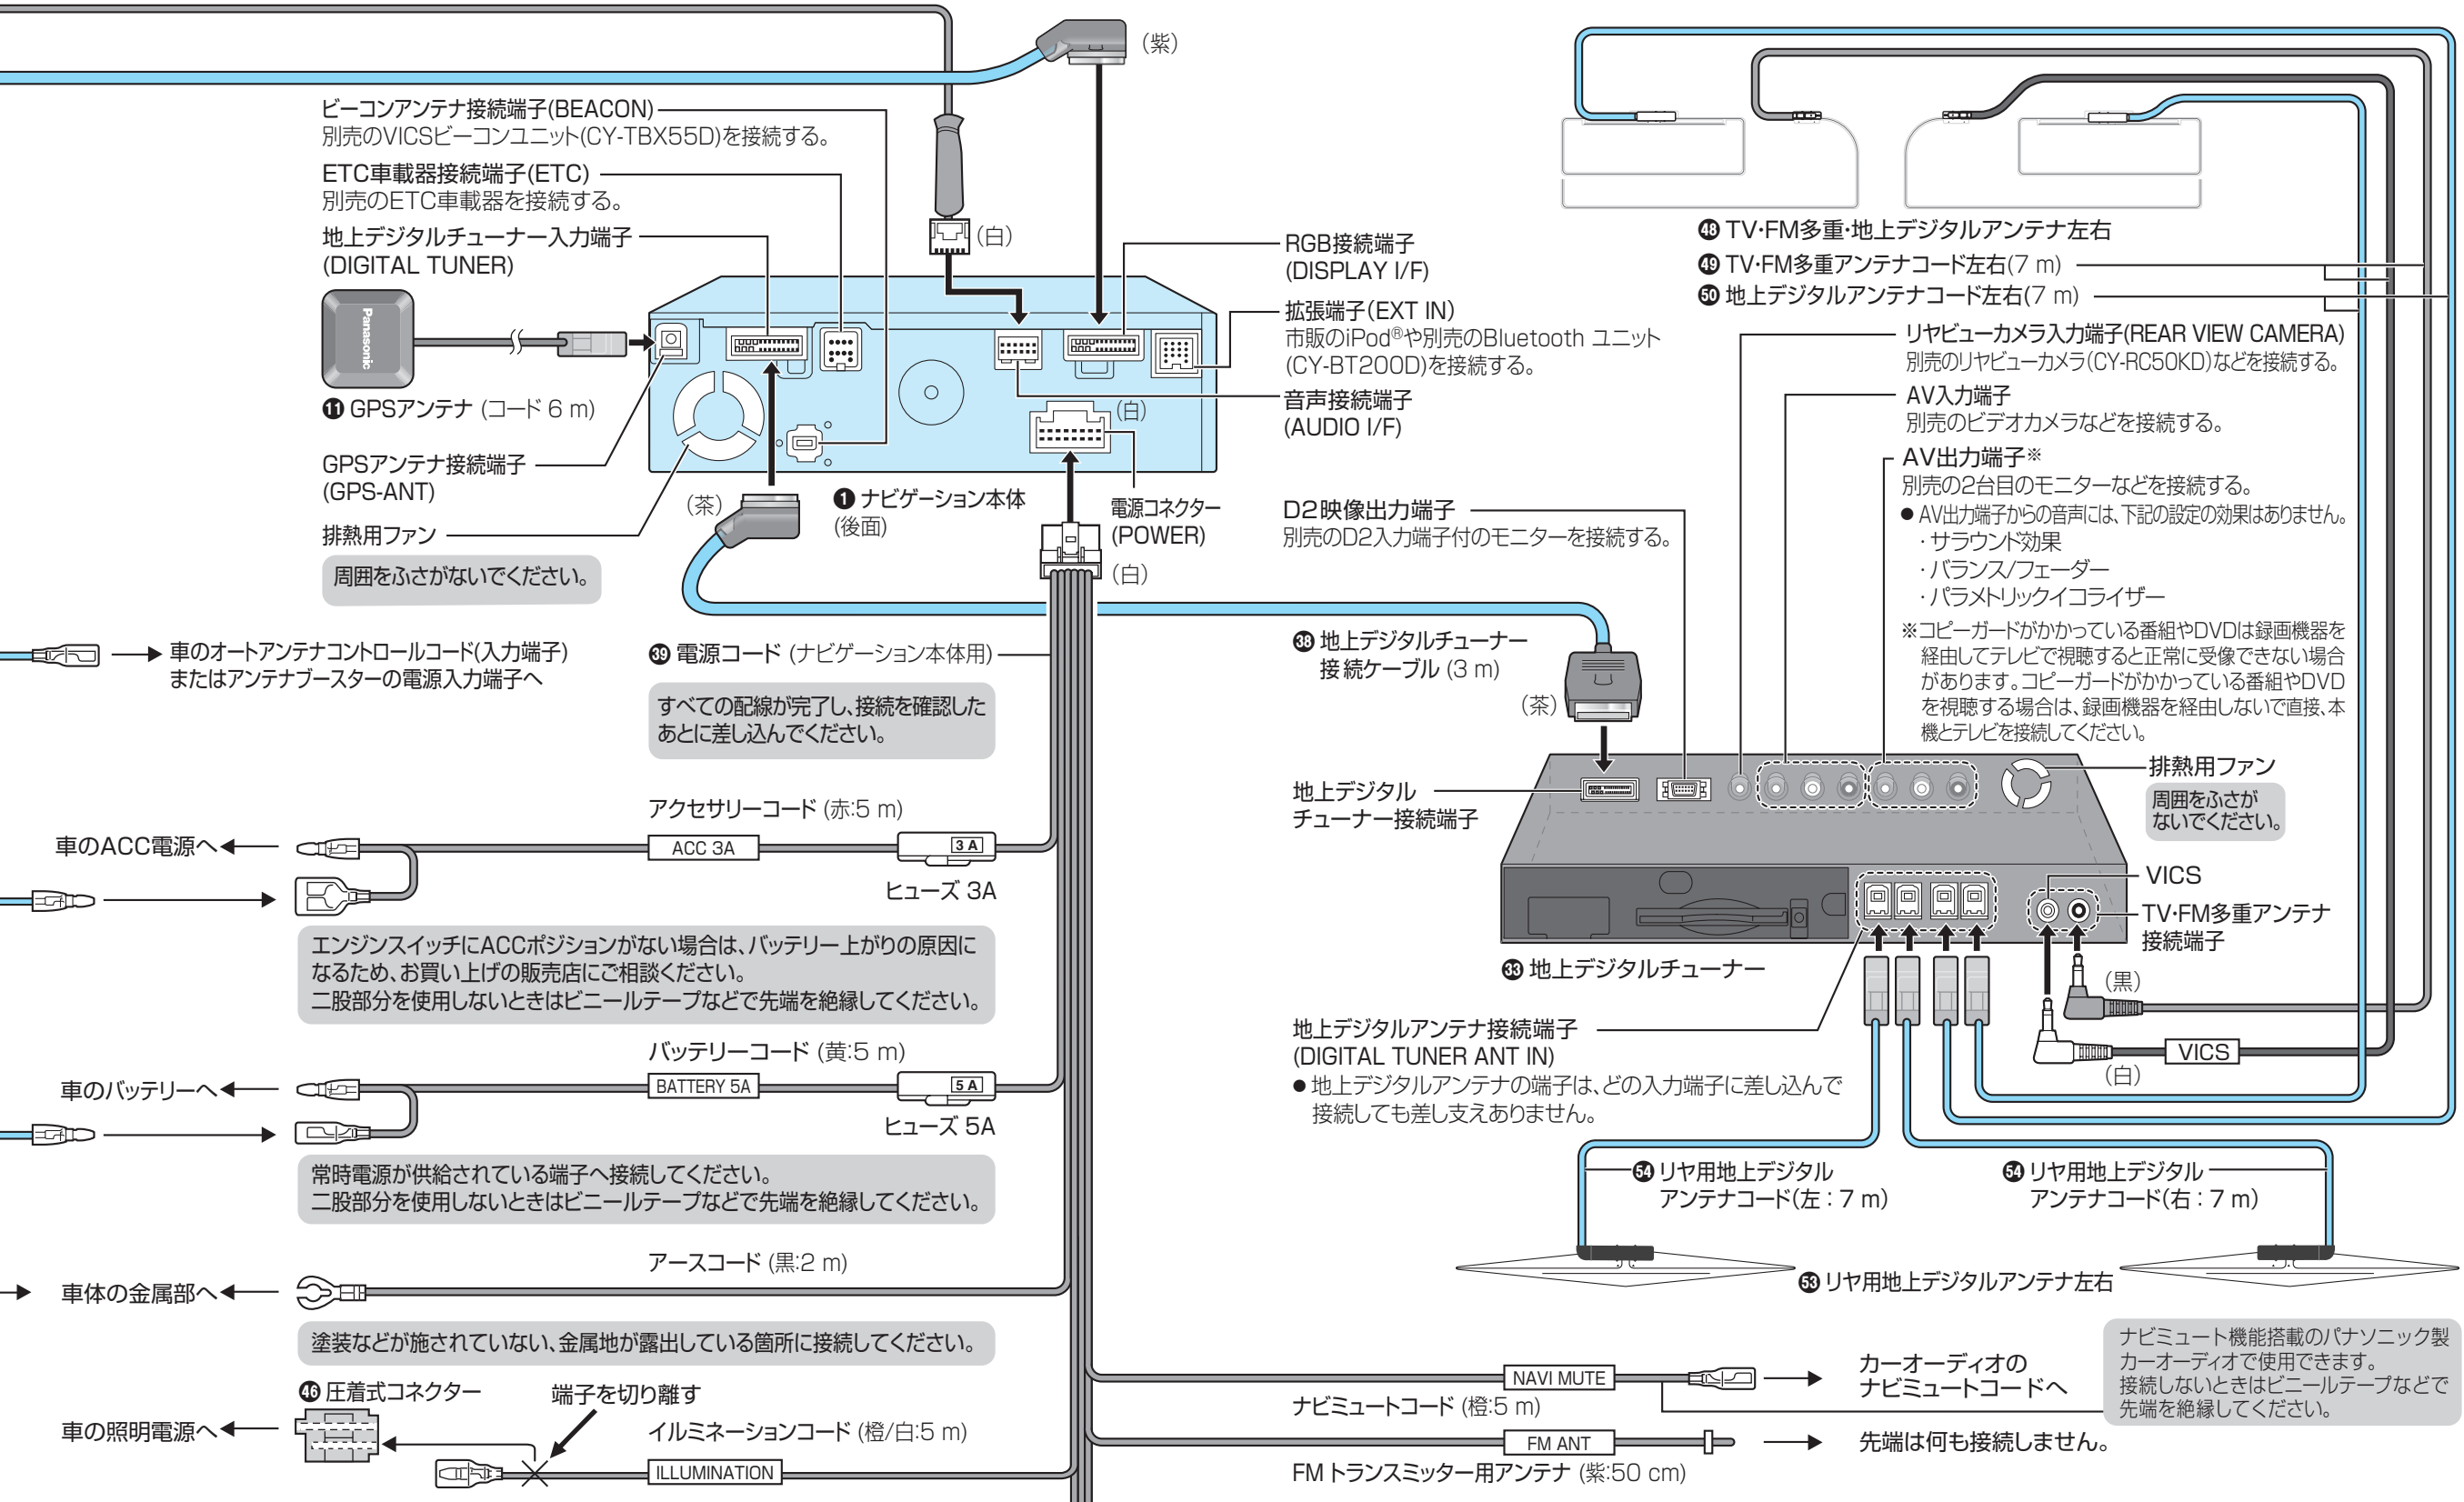 (紫)
ビーコンアンテナ接続端子(BEACON)
別売のVICSビーコンユニット(CY-TBX55D)を接続する。
ETC車載器接続端子(ETC)
別売のETC車載器を接続する。
地上デジタルチューナー入力端子
(DIGITAL TUNER)
(白)
Panasonic
⓫ GPSアンテナ (コード 6 m)
GPSアンテナ接続端子
(GPS-ANT)
排熱用ファン
周囲をふさがないでください。
(茶)
❶ ナビゲーション本体
(後面)
(白)
電源コネクター
(POWER)
(白)
RGB接続端子
(DISPLAY I/F)
拡張端子(EXT IN)
市販のiPod®や別売のBluetooth ユニット
(CY-BT200D)を接続する。
音声接続端子
(AUDIO I/F)
D2映像出力端子
別売のD2入力端子付のモニターを接続する。
㊽ TV・FM多重・地上デジタルアンテナ左右
㊾ TV・FM多重アンテナコード左右(7 m)
㊿ 地上デジタルアンテナコード左右(7 m)
リヤビューカメラ入力端子(REAR VIEW CAMERA)
別売のリヤビューカメラ(CY-RC50KD)などを接続する。
AV入力端子
別売のビデオカメラなどを接続する。
AV出力端子※
別売の2台目のモニターなどを接続する。
● AV出力端子からの音声には、下記の設定の効果はありません。
・サラウンド効果
・バランス/フェーダー
・パラメトリックイコライザー
※コピーガードがかかっている番組やDVDは録画機器を
経由してテレビで視聴すると正常に受像できない場合
があります。コピーガードがかかっている番組やDVD
を視聴する場合は、録画機器を経由しないで直接、本
機とテレビを接続してください。
車のオートアンテナコントロールコード(入力端子)
またはアンテナブースターの電源入力端子へ
㊴ 電源コード (ナビゲーション本体用)
すべての配線が完了し、接続を確認した
あとに差し込んでください。
㊳ 地上デジタルチューナー
接続ケーブル (3 m)
(茶)
地上デジタル
チューナー接続端子
排熱用ファン
周囲をふさが
ないでください。
VICS
TV・FM多重アンテナ
接続端子
㉝ 地上デジタルチューナー
(黒)
VICS
(白)
地上デジタルアンテナ接続端子
(DIGITAL TUNER ANT IN)
● 地上デジタルアンテナの端子は、どの入力端子に差し込んで
接続しても差し支えありません。
54 リヤ用地上デジタル
アンテナコード(左：7 m)
54 リヤ用地上デジタル
アンテナコード(右：7 m)
53 リヤ用地上デジタルアンテナ左右
アクセサリーコード (赤:5 m)
車のACC電源へ
ACC 3A
3 A
ヒューズ 3A
エンジンスイッチにACCポジションがない場合は、バッテリー上がりの原因に
なるため、お買い上げの販売店にご相談ください。
二股部分を使用しないときはビニールテープなどで先端を絶縁してください。
バッテリーコード (黄:5 m)
車のバッテリーへ
BATTERY 5A
5 A
ヒューズ 5A
常時電源が供給されている端子へ接続してください。
二股部分を使用しないときはビニールテープなどで先端を絶縁してください。
アースコード (黒:2 m)
車体の金属部へ
塗装などが施されていない、金属地が露出している箇所に接続してください。
㊻ 圧着式コネクター
端子を切り離す
車の照明電源へ
イルミネーションコード (橙/白:5 m)
ILLUMINATION
NAVI MUTE
ナビミュートコード (橙:5 m)
カーオーディオの
ナビミュートコードへ
ナビミュート機能搭載のパナソニック製
カーオーディオで使用できます。
接続しないときはビニールテープなどで
先端を絶縁してください。
FM ANT
先端は何も接続しません。
FMトランスミッター用アンテナ (紫:50 cm)